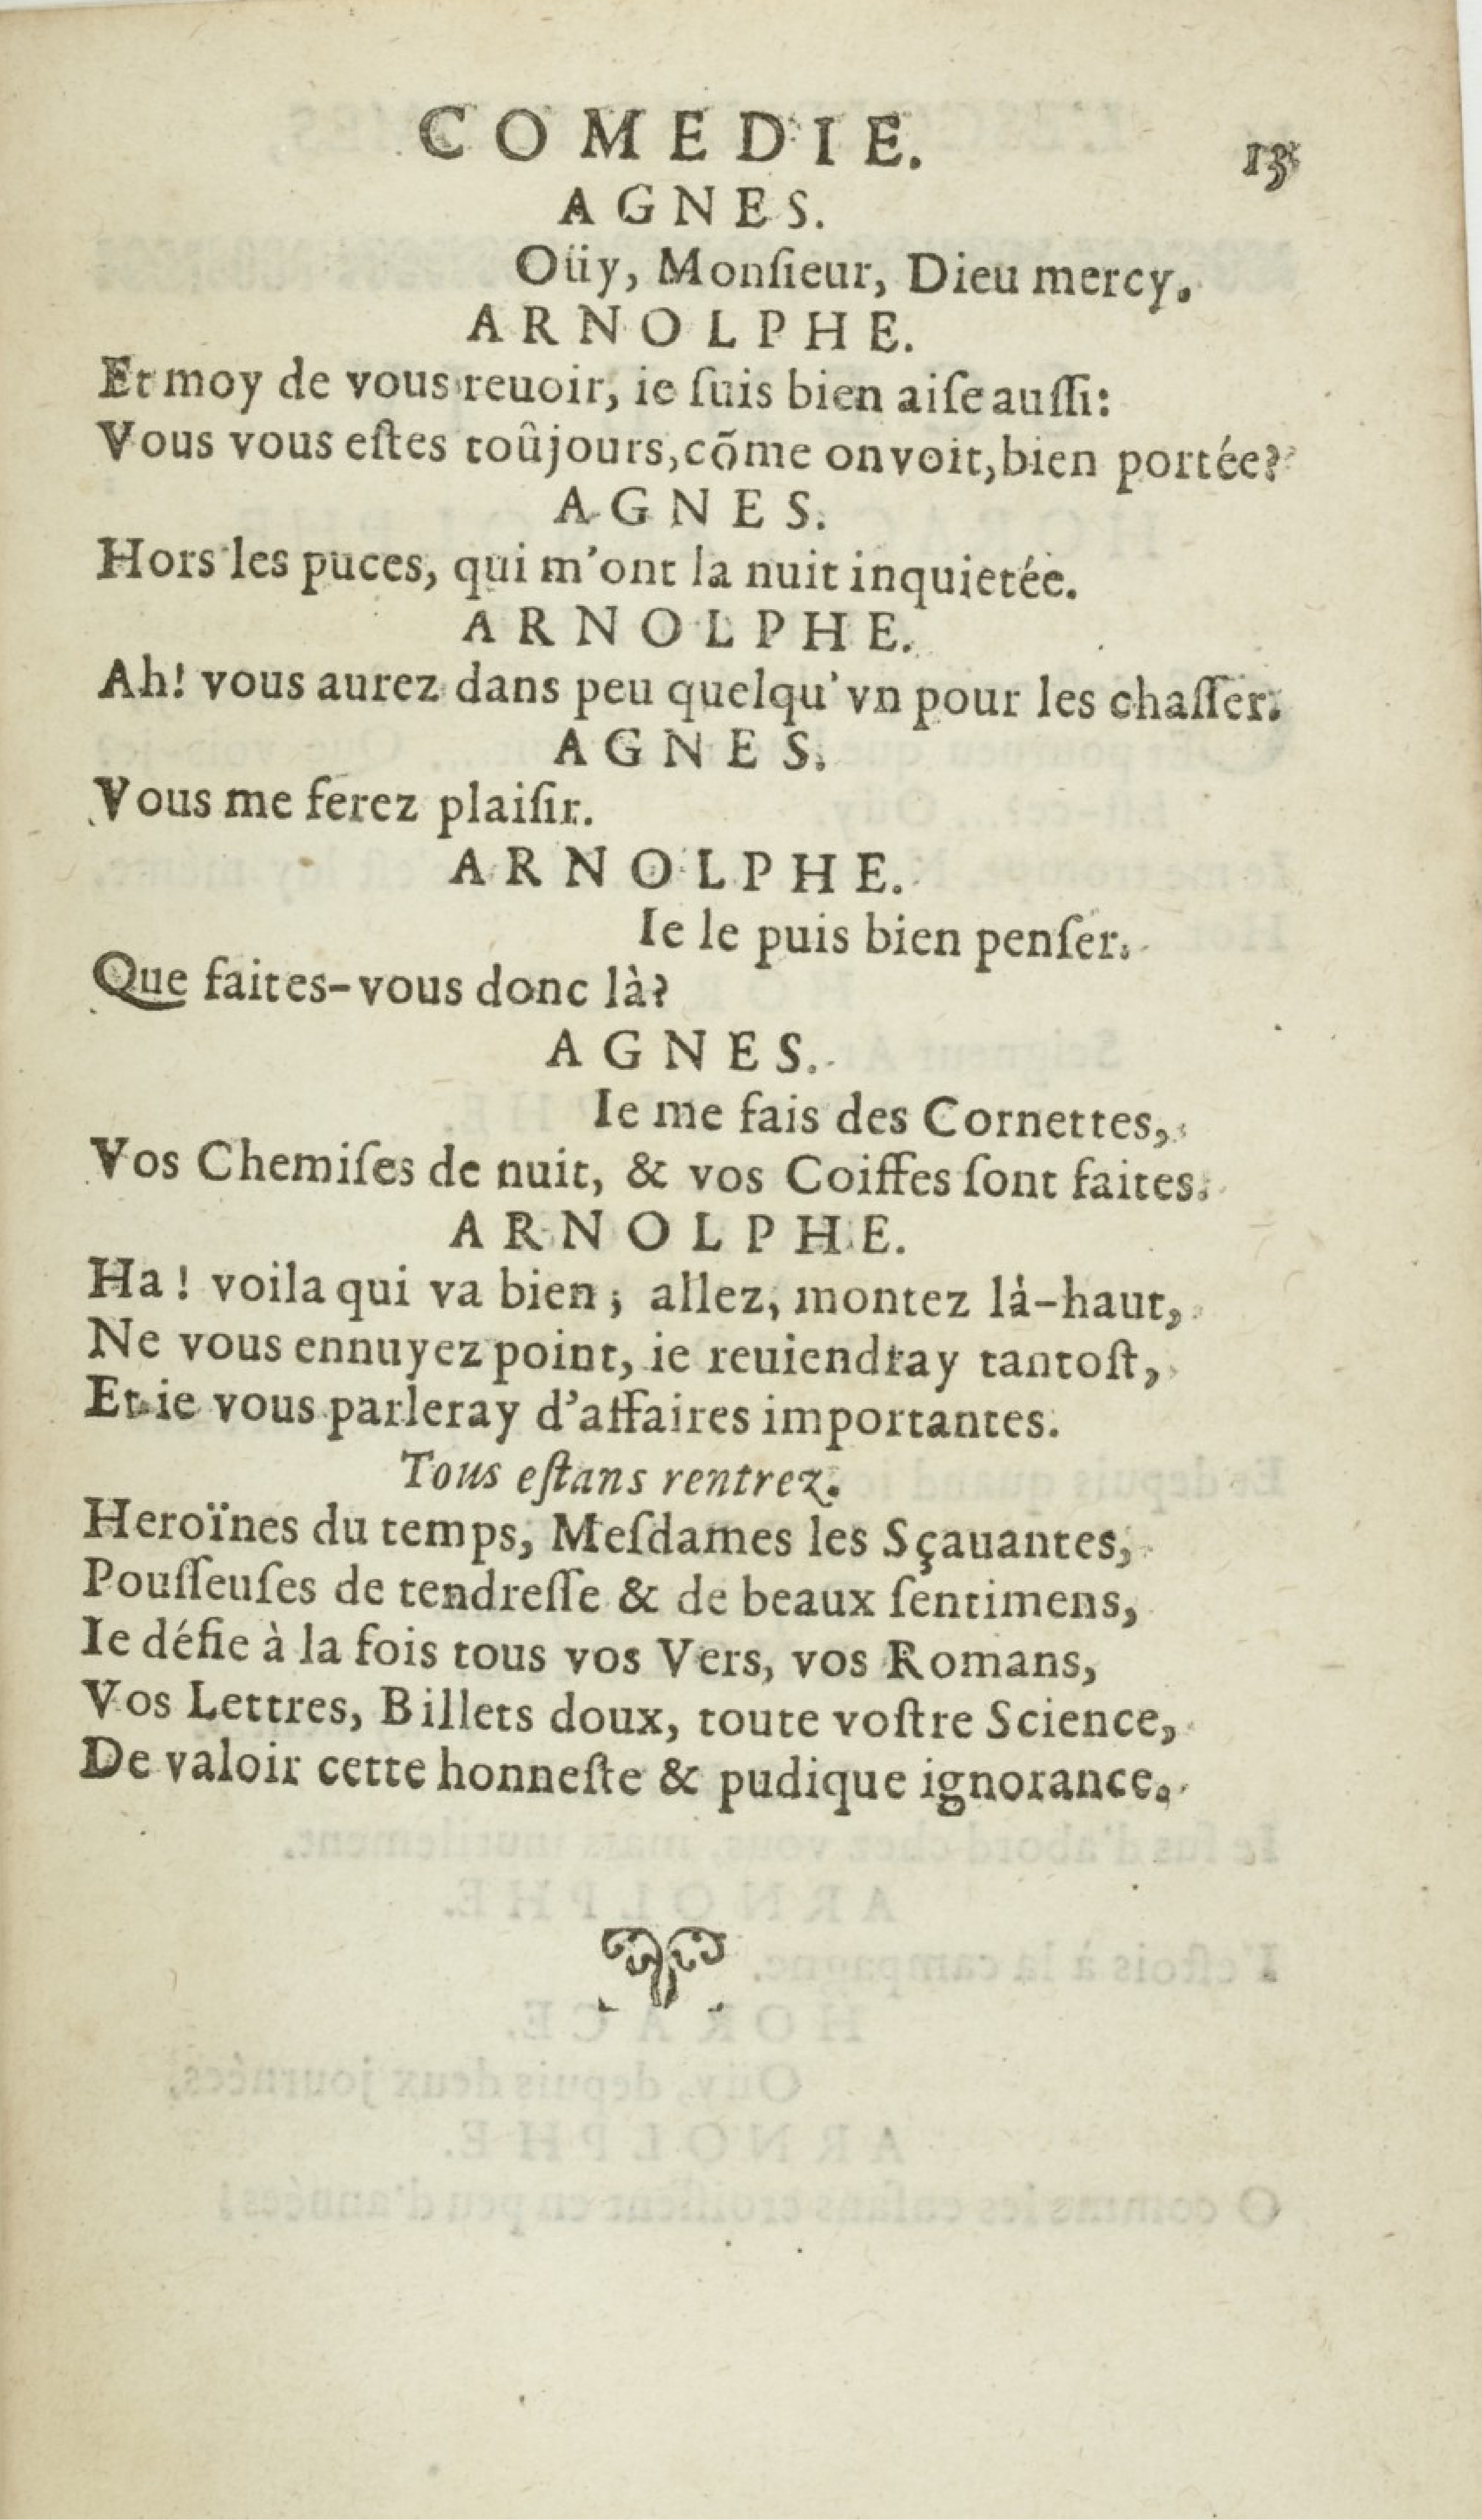 COMEDIE. 13
AGNES.
Oüy, Monſieur, Dieu mercy.
ARNOLPHE.
Et moy de vous reuoir, ie ſuis bien aiſe auſſi:
Vous vous eſtes toûjours, cõme on voit, bien portée?
AGNES.
Hors les puces, qui m'ont la nuit inquietée.
ARNOLPHE.
Ah! vous aurez dans peu quelqu'vn pour les chaſſer.
AGNES.
Vous me ferez plaiſir.
ARNOLPHE.
Ie le puis bien penſer.
Que faites-vous donc là?
AGNES.
Ie me fais des Cornettes,
Vos Chemiſes de nuit, & vos Coiffes ſont faites.
ARNOLPHE.
Ha! voila qui va bien; allez, montez là-haut,
Ne vous ennuyez point, ie reuiendray tantoſt,
Et ie vous parleray d'affaires importantes.
Tous eſtans rentrez.
Heroïnes du temps, Meſdames les Sçauantes,
Pouſſeuſes de tendreſſe & de beaux ſentimens,
Ie défie à la fois tous vos Vers, vos Romans,
Vos Lettres, Billets doux, toute voſtre Science,
De valoir cette honneſte & pudique ignorance.